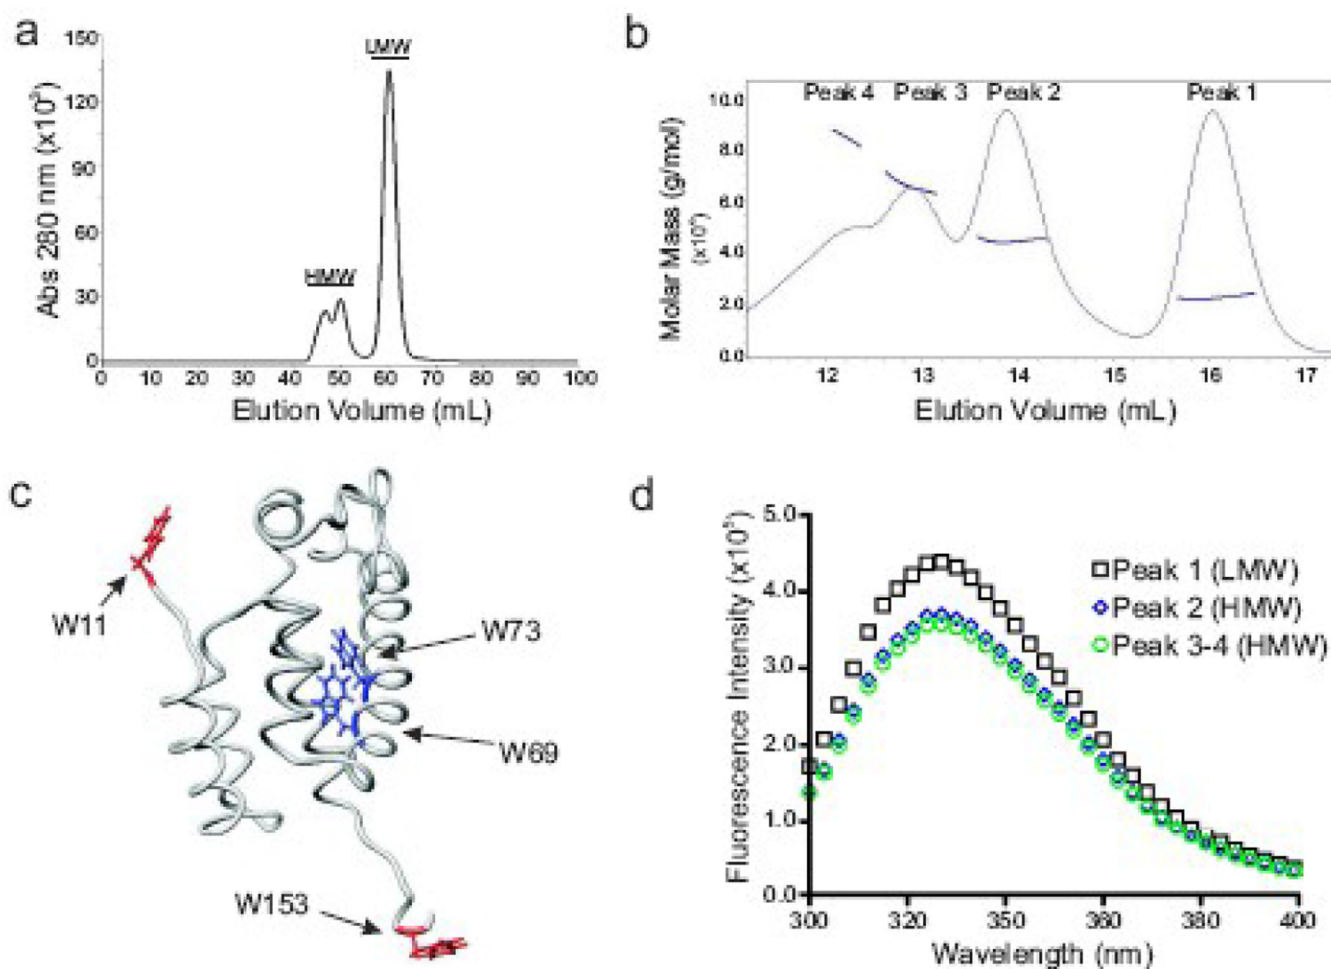 a
Abs 280 nm (x10³)
150
120
90
60
30
0
HMW
LMW
0 10 20 30 40 50 60 70 80 90 100
Elution Volume (mL)
b
Molar Mass (g/mol)
(x10⁵)
10.0
8.0
6.0
4.0
2.0
0.0
Peak 4 Peak 3 Peak 2 Peak 1
12 13 14 15 16 17
Elution Volume (mL)
c
W11
W73
W69
W153
d
Fluorescence Intensity (x10⁵)
5.0
4.0
3.0
2.0
1.0
0.0
Peak 1 (LMW)
Peak 2 (HMW)
Peak 3-4 (HMW)
300 320 350 360 380 400
Wavelength (nm)